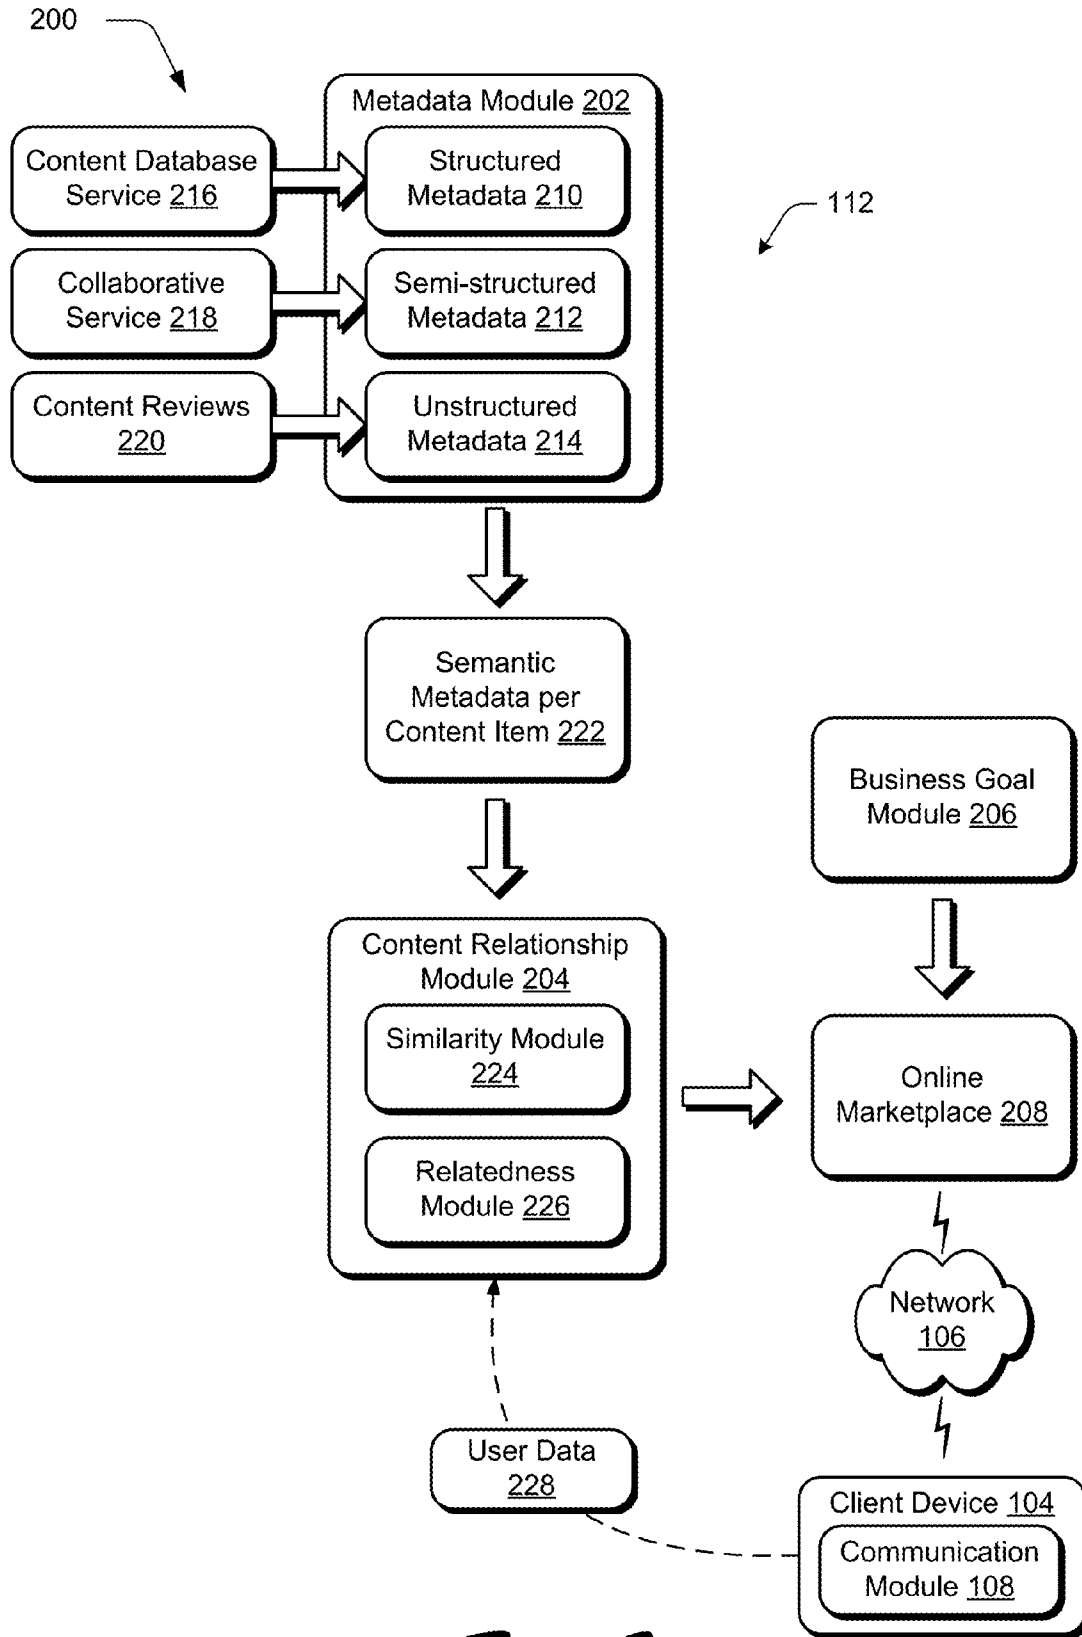 200
Metadata Module 202
Content Database
Service 216
Structured
Metadata 210
112
Collaborative
Service 218
Semi-structured
Metadata 212
Content Reviews
220
Unstructured
Metadata 214
Semantic
Metadata per
Content Item 222
Business Goal
Module 206
Content Relationship
Module 204
Similarity Module
224
Online
Marketplace 208
Relatedness
Module 226
Network
106
User Data
228
Client Device 104
Communication
Module 108